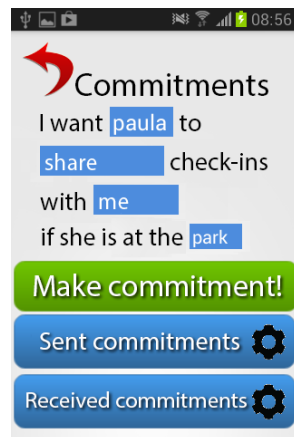 08:56
Commitments
I want paula to
share check-ins
with me
if she is at the park
Make commitment!
Sent commitments
Received commitments